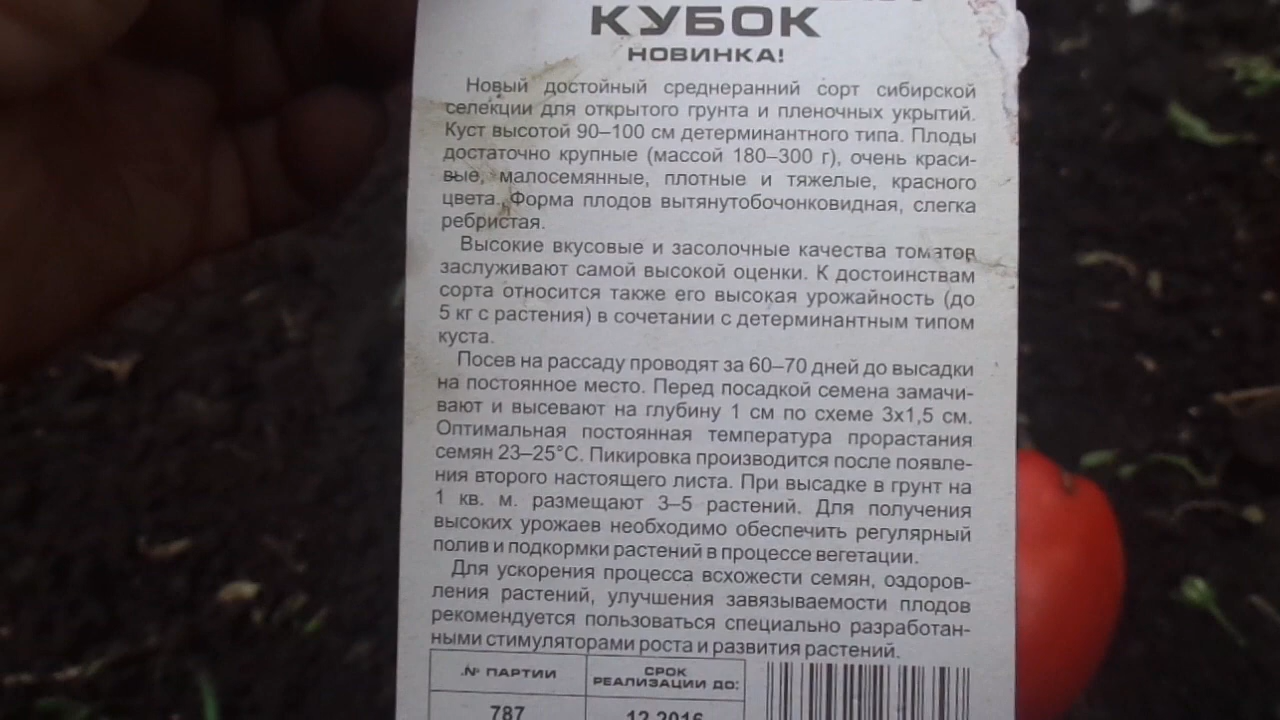 КУБОК
НОВИНКА!
Новый достойный среднеранний сорт сибирской
селекции для открытого грунта и пленочных укрытий.
Куст высотой 90–100 см детерминантного типа. Плоды
достаточно крупные (массой 180–300 г), очень краси-
вые, малосемянные, плотные и тяжелые, красного
цвета. Форма плодов вытянутобочонковидная, слегка
ребристая.
Высокие вкусовые и засолочные качества томатов
заслуживают самой высокой оценки. К достоинствам
сорта относится также его высокая урожайность (до
5 кг с растения) в сочетании с детерминантным типом
куста.
Посев на рассаду проводят за 60–70 дней до высадки
на постоянное место. Перед посадкой семена замачи-
вают и высевают на глубину 1 см по схеме 3х1,5 см.
Оптимальная постоянная температура прорастания
семян 23–25°С. Пикировка производится после появле-
ния второго настоящего листа. При высадке в грунт на
1 кв. м. размещают 3–5 растений. Для получения
высоких урожаев необходимо обеспечить регулярный
полив и подкормки растений в процессе вегетации.
Для ускорения процесса всхожести семян, оздоров-
ления растений, улучшения завязываемости плодов
рекомендуется пользоваться специально разработан-
ными стимуляторами роста и развития растений.
№ ПАРТИИ
СРОК
РЕАЛИЗАЦИИ ДО:
787
12.2016